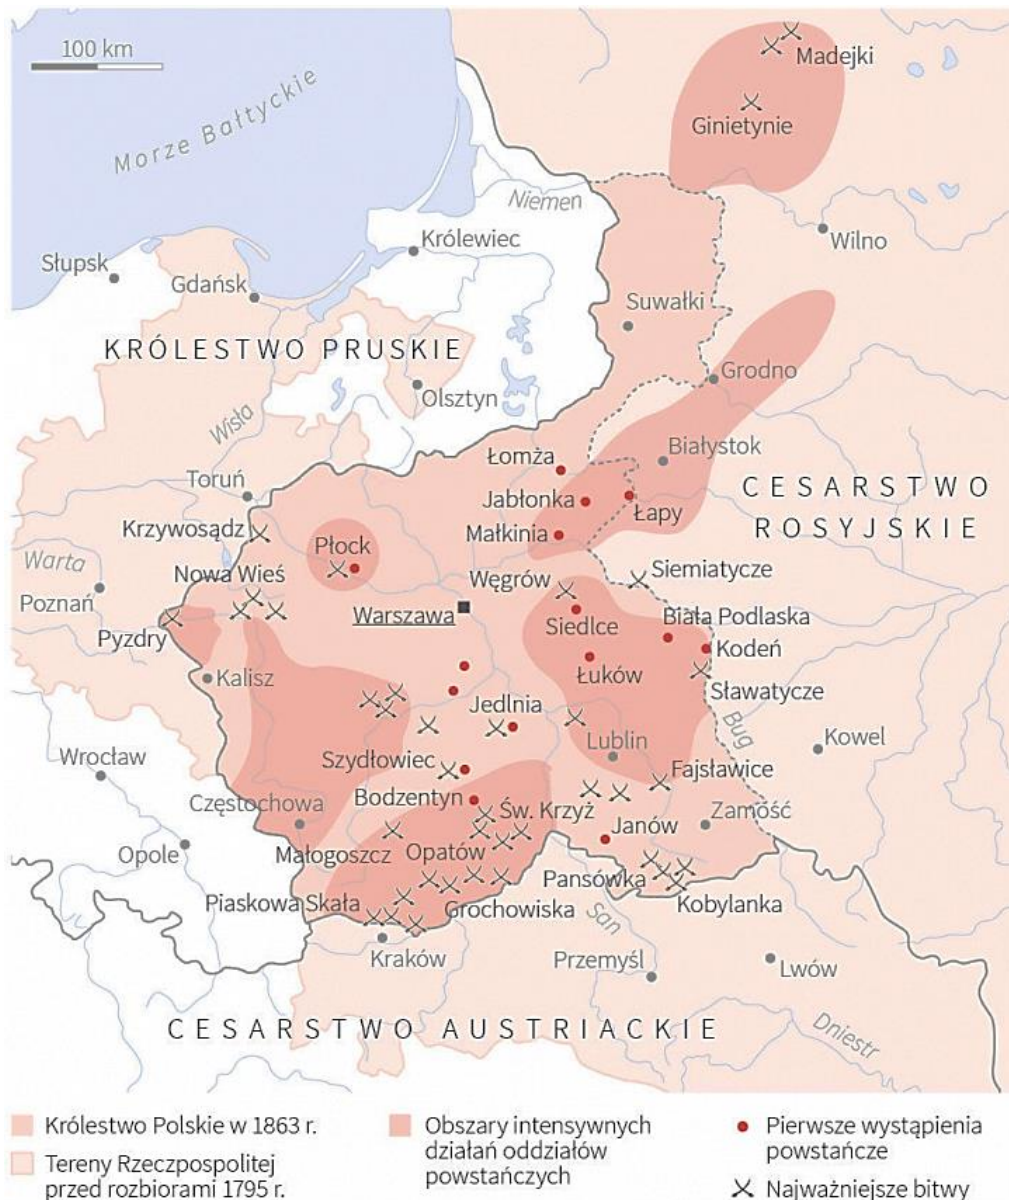 100 km
Morze Bałtyckie
Madejki
Ginietynie
Niemen
Wilno
Królewiec
Słupsk
Gdańsk
Suwałki
KRÓLESTWO PRUSKIE
Grodno
Olsztyn
Wisła
Białystok
Łomża
Toruń
Jabłonka
CESARSTWO
ROSYJSKIE
Łapy
Krzywosądz
Małkinia
Płock
Warta
Nowa Wieś
Węgrów
Siemiatycze
Poznań
Warszawa
Siedlce
Biała Podlaska
Pyzdry
Kodeń
Kalisz
Łuków
Sławatycze
Jedlnia
Bug
Lublin
Kowel
Wrocław
Szydłowiec
Fajsławice
Bodzentyn
Częstochowa
Św. Krzyż
Zamość
Janów
Opole
Małogoszcz
Opatów
Pansówka
Piaskowa Skała
Grochowiska
Kobylanka
San
Kraków
Przemyśl
Lwów
CESARSTWO AUSTRIACKIE
Dniestr
Królestwo Polskie w 1863 r.
Tereny Rzeczpospolitej
przed rozbiorami 1795 r.
Obszary intensywnych
działań oddziałów
powstańczych
Pierwsze wystąpienia
powstańcze
Najważniejsze bitwy